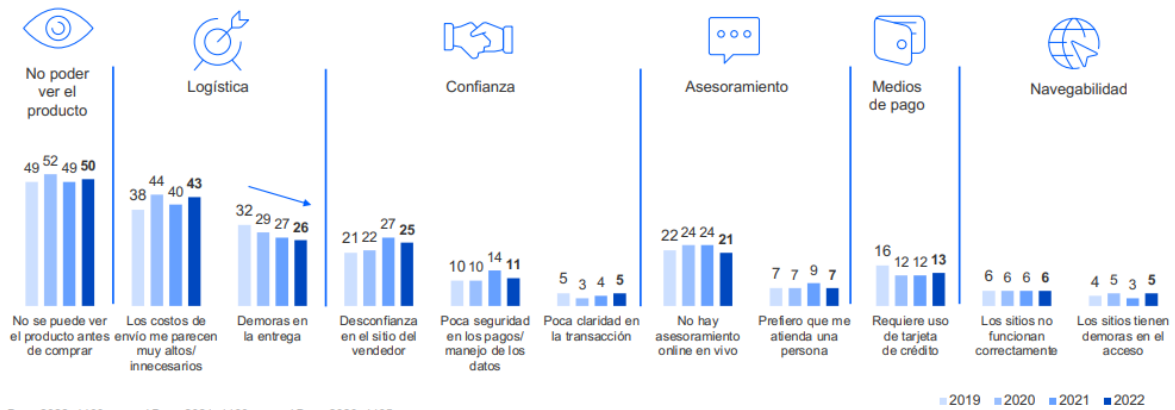 No poder
ver el
producto
Logística
Confianza
Asesoramiento
Medios
de pago
Navegabilidad
49 52 49 50
38 44 40 43
32 29 27 26
21 22 27 25
10 10 14 11
5 3 4 5
22 24 24 21
7 7 9 7
16 12 12 13
6 6 6 6
4 5 3 5
No se puede ver
el producto antes
de comprar
Los costos de
envío me parecen
muy altos/
innecesarios
Demoras en
la entrega
Desconfianza
en el sitio del
vendedor
Poca seguridad
en los pagos/
manejo de los
datos
Poca claridad en
la transacción
No hay
asesoramiento
online en vivo
Prefiero que me
atienda una
persona
Requiere uso
de tarjeta
de crédito
Los sitios no
funcionan
correctamente
Los sitios tienen
demoras en el
acceso
2019 2020 2021 2022